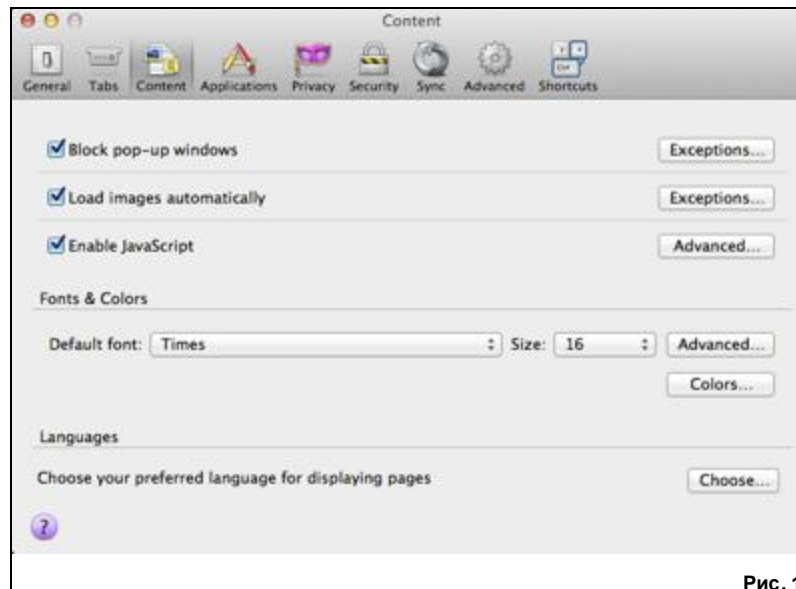 Content
General Tabs Content Applications Privacy Security Sync Advanced Shortcuts
Block pop-up windows Exceptions...
Load images automatically Exceptions...
Enable JavaScript Advanced...
Fonts & Colors
Default font: Times Size: 16 Advanced...
Colors...
Languages
Choose your preferred language for displaying pages Choose...
?
Рис. 1